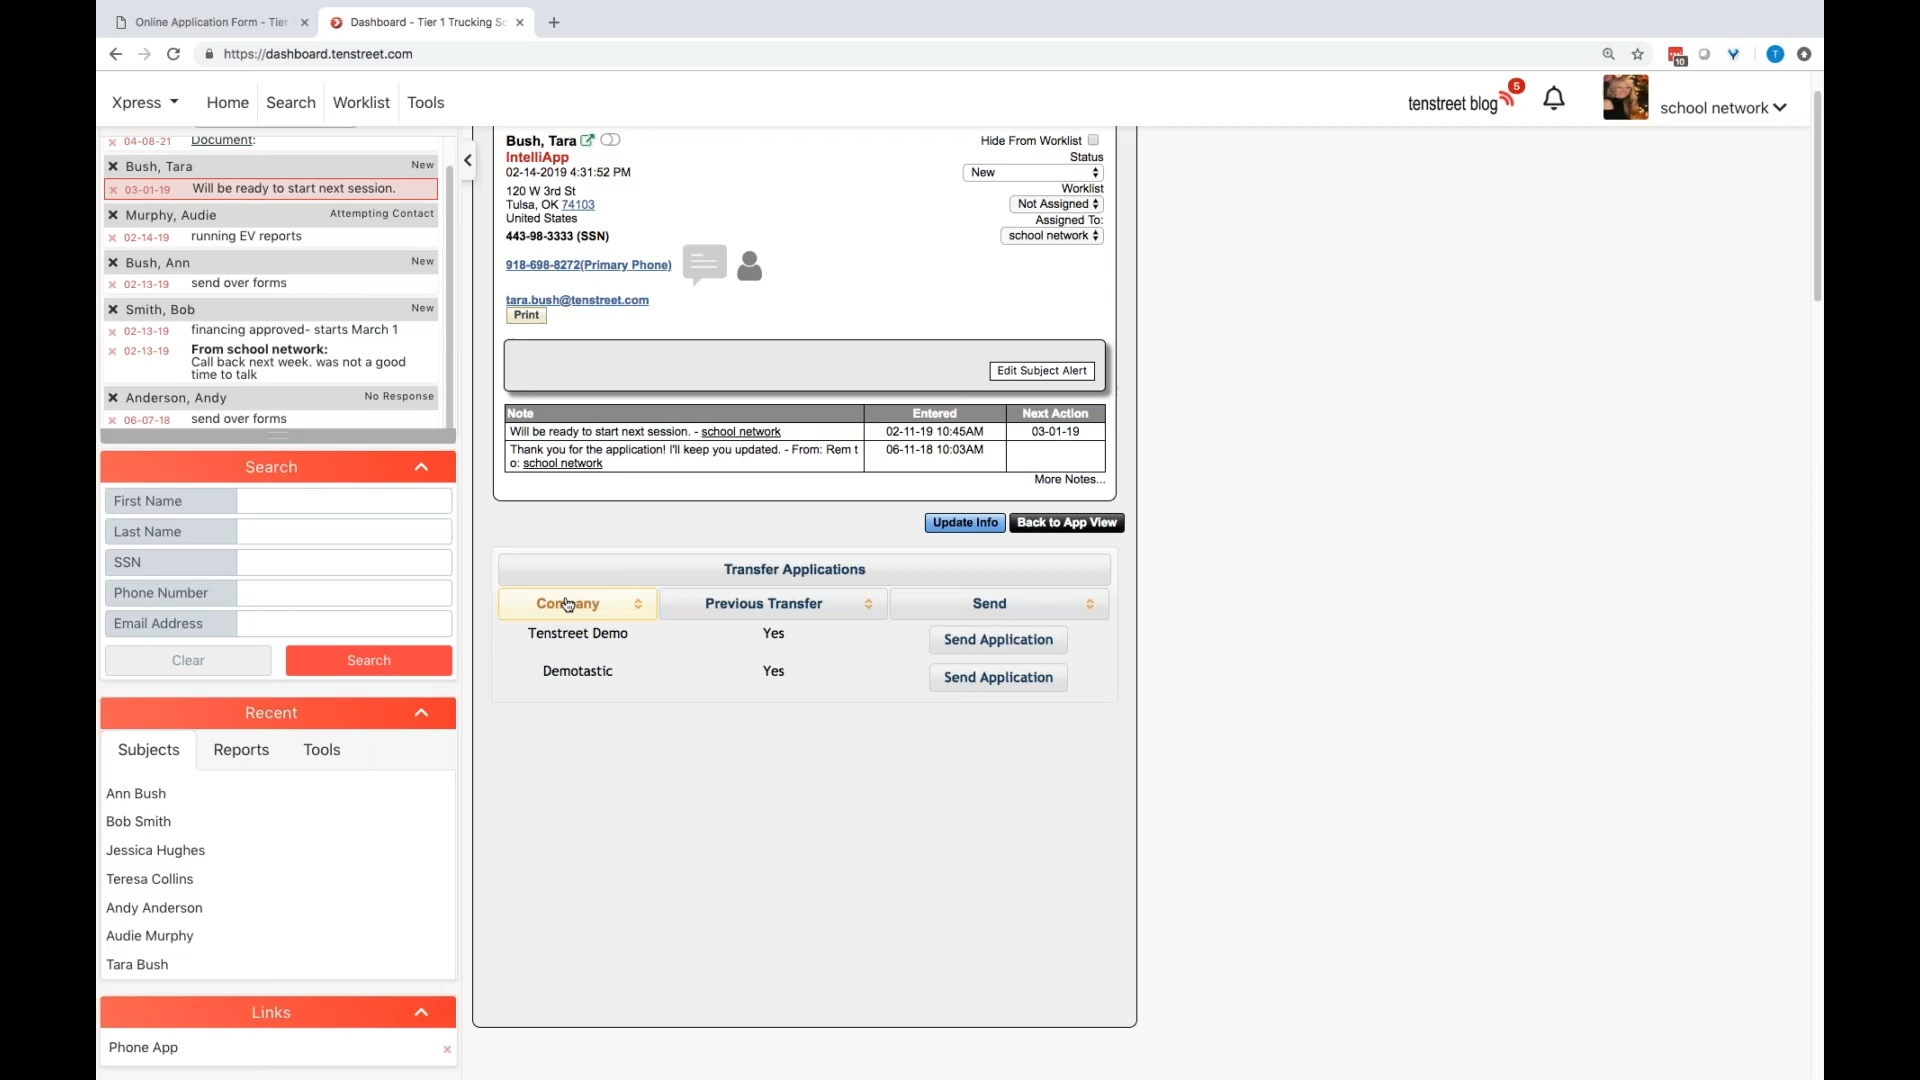 Online Application Form - Tier
Dashboard - Tier 1 Trucking Sc
https://dashboard.tenstreet.com
10
T
Xpress
Home
Search
Worklist
Tools
tenstreet blog
5
school network
04-08-21 Document:
Bush, Tara New
03-01-19 Will be ready to start next session.
Murphy, Audie Attempting Contact
02-14-19 running EV reports
Bush, Ann New
02-13-19 send over forms
Smith, Bob New
02-13-19 financing approved- starts March 1
02-13-19 From school network:
Call back next week. was not a good
time to talk
Anderson, Andy No Response
06-07-18 send over forms
Search
First Name
Last Name
SSN
Phone Number
Email Address
Clear
Search
Recent
Subjects
Reports
Tools
Ann Bush
Bob Smith
Jessica Hughes
Teresa Collins
Andy Anderson
Audie Murphy
Tara Bush
Links
Phone App
Bush, Tara
IntelliApp
02-14-2019 4:31:52 PM
120 W 3rd St
Tulsa, OK 74103
United States
443-98-3333 (SSN)
918-698-8272(Primary Phone)
tara.bush@tenstreet.com
Print
Hide From Worklist
Status
New
Worklist
Not Assigned
Assigned To:
school network
Edit Subject Alert
Note Entered Next Action
Will be ready to start next session. - school network 02-11-19 10:45AM 03-01-19
Thank you for the application! I'll keep you updated. - From: Rem t 06-11-18 10:03AM
o: school network
More Notes...
Update Info
Back to App View
Transfer Applications
Company Previous Transfer Send
Tenstreet Demo Yes Send Application
Demotastic Yes Send Application